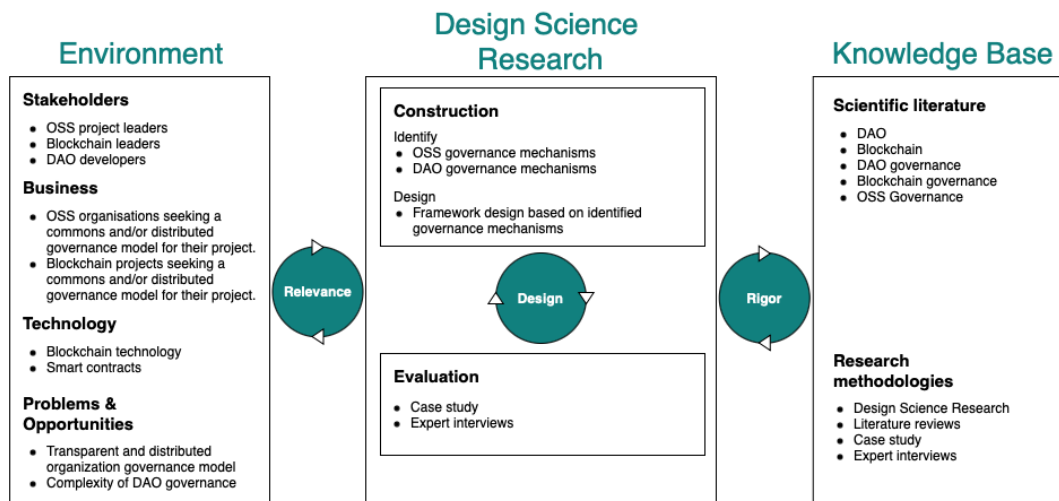 Environment
Stakeholders
OSS project leaders
Blockchain leaders
DAO developers
Business
OSS organisations seeking a
commons and/or distributed
governance model for their project.
Blockchain projects seeking a
commons and/or distributed
governance model for their project.
Technology
Blockchain technology
Smart contracts
Problems &
Opportunities
Transparent and distributed
organization governance model
Complexity of DAO governance
Relevance
Design Science
Research
Construction
Identify
OSS governance mechanisms
DAO governance mechanisms
Design
Framework design based on identified
governance mechanisms
Design
Evaluation
Case study
Expert interviews
Rigor
Knowledge Base
Scientific literature
DAO
Blockchain
DAO governance
Blockchain governance
OSS Governance
Research
methodologies
Design Science Research
Literature reviews
Case study
Expert interviews